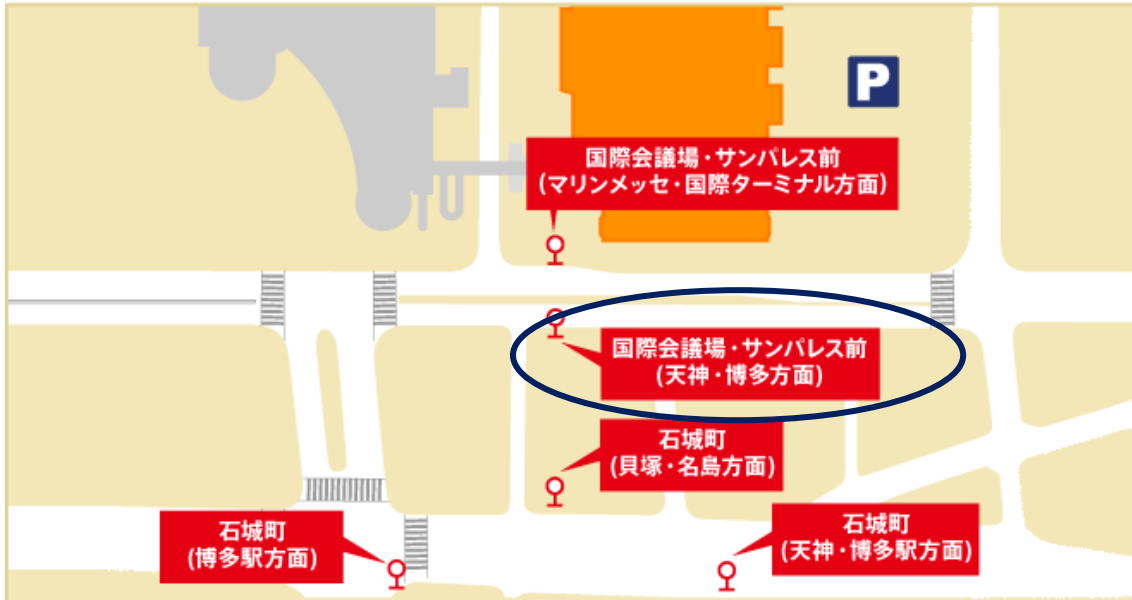 P
国際会議場・サンパレス前
(マリンメッセ・国際ターミナル方面)
国際会議場・サンパレス前
(天神・博多方面)
石城町
(貝塚・名島方面)
石城町
(博多駅方面)
石城町
(天神・博多駅方面)